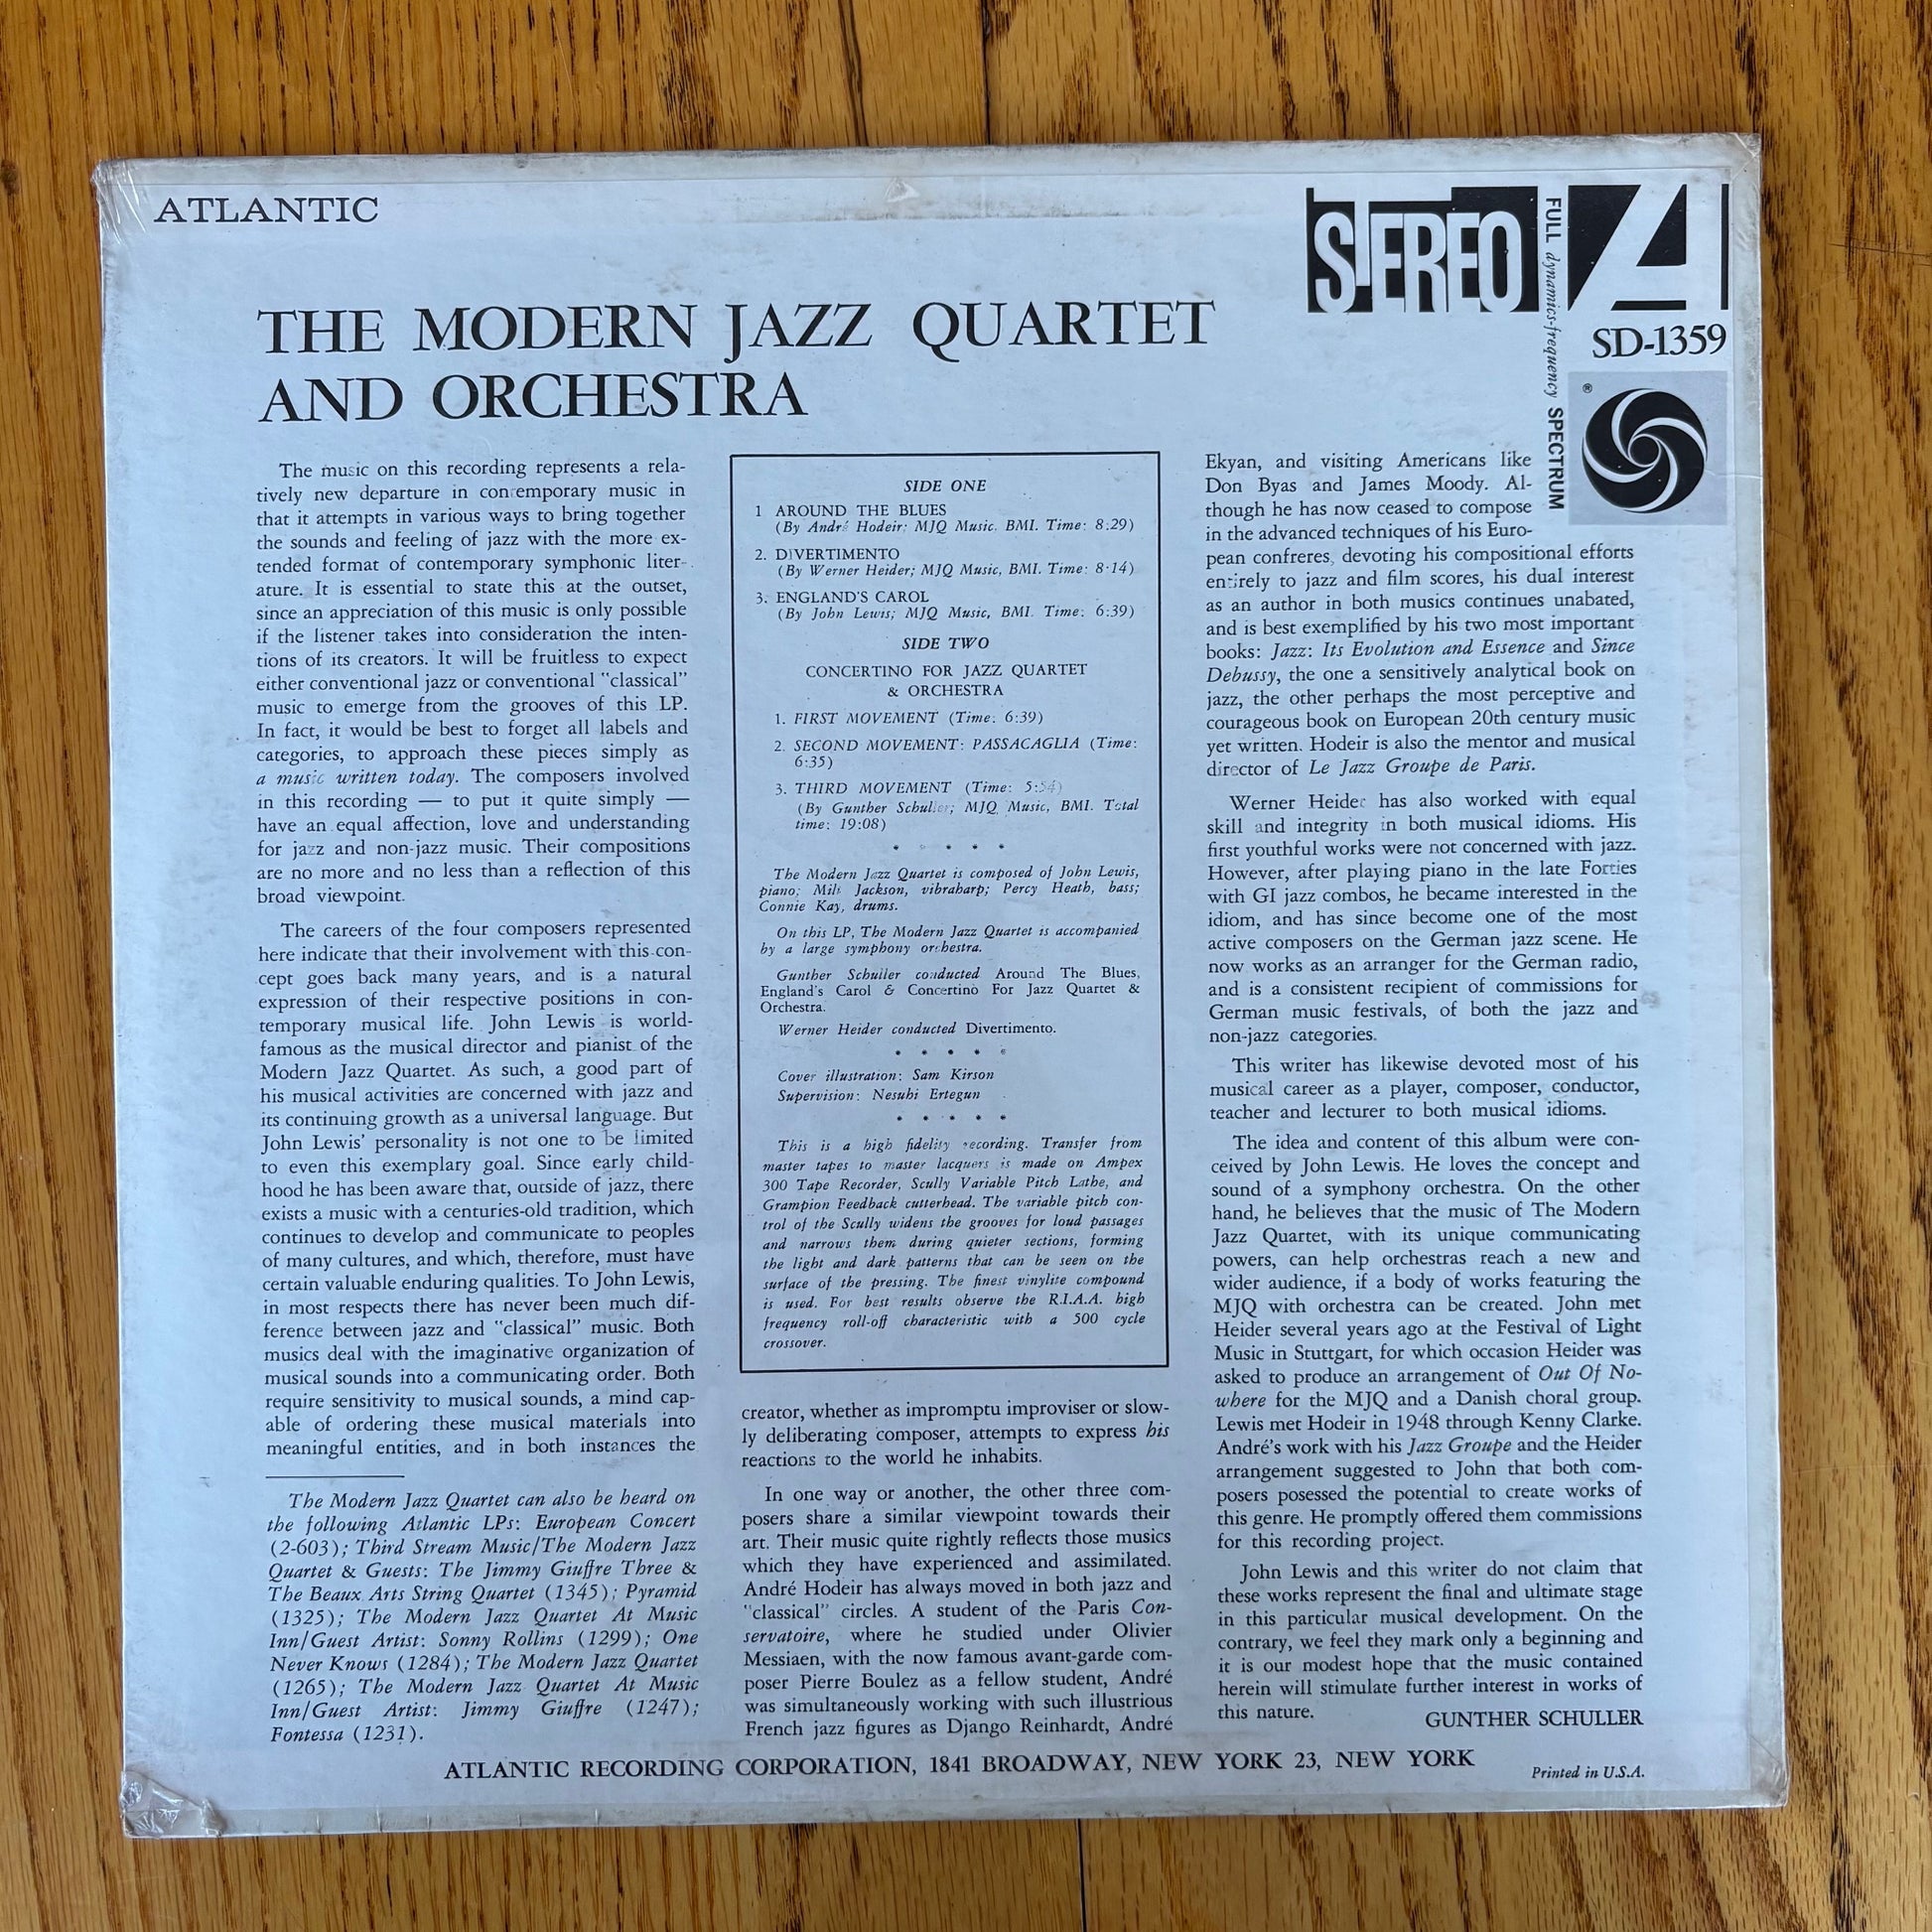 ATLANTIC
STEREO
FULL dynamics-frequency SPECTRUM
A
SD-1359
®
THE MODERN JAZZ QUARTET
AND ORCHESTRA
The music on this recording represents a rela-
tively new departure in contemporary music in
that it attempts in various ways to bring together
the sounds and feeling of jazz with the more ex-
tended format of contemporary symphonic liter-
ature. It is essential to state this at the outset,
since an appreciation of this music is only possible
if the listener takes into consideration the inten-
tions of its creators. It will be fruitless to expect
either conventional jazz or conventional "classical"
music to emerge from the grooves of this LP.
In fact, it would be best to forget all labels and
categories, to approach these pieces simply as
a music written today. The composers involved
in this recording — to put it quite simply —
have an equal affection, love and understanding
for jazz and non-jazz music. Their compositions
are no more and no less than a reflection of this
broad viewpoint.
The careers of the four composers represented
here indicate that their involvement with this con-
cept goes back many years, and is a natural
expression of their respective positions in con-
temporary musical life. John Lewis is world-
famous as the musical director and pianist of the
Modern Jazz Quartet. As such, a good part of
his musical activities are concerned with jazz and
its continuing growth as a universal language. But
John Lewis' personality is not one to be limited
to even this exemplary goal. Since early child-
hood he has been aware that, outside of jazz, there
exists a music with a centuries-old tradition, which
continues to develop and communicate to peoples
of many cultures, and which, therefore, must have
certain valuable enduring qualities. To John Lewis,
in most respects there has never been much dif-
ference between jazz and "classical" music. Both
musics deal with the imaginative organization of
musical sounds into a communicating order. Both
require sensitivity to musical sounds, a mind cap-
able of ordering these musical materials into
meaningful entities, and in both instances the
The Modern Jazz Quartet can also be heard on
the following Atlantic LPs: European Concert
(2-603); Third Stream Music/The Modern Jazz
Quartet & Guests: The Jimmy Giuffre Three &
The Beaux Arts String Quartet (1345); Pyramid
(1325); The Modern Jazz Quartet At Music
Inn/Guest Artist: Sonny Rollins (1299); One
Never Knows (1284); The Modern Jazz Quartet
(1265); The Modern Jazz Quartet At Music
Inn/Guest Artist: Jimmy Giuffre (1247);
Fontessa (1231).
SIDE ONE
1 AROUND THE BLUES
(By André Hodeir; MJQ Music, BMI. Time: 8:29)
2. DIVERTIMENTO
(By Werner Heider; MJQ Music, BMI. Time: 8:14)
3. ENGLAND'S CAROL
(By John Lewis; MJQ Music, BMI. Time: 6:39)
SIDE TWO
CONCERTINO FOR JAZZ QUARTET
& ORCHESTRA
1. FIRST MOVEMENT (Time: 6:39)
2. SECOND MOVEMENT: PASSACAGLIA (Time:
6:35)
3. THIRD MOVEMENT (Time: 5:54)
(By Gunther Schuller; MJQ Music, BMI. Total
time: 19:08)
* * * * *
The Modern Jazz Quartet is composed of John Lewis,
piano; Milt Jackson, vibraharp; Percy Heath, bass;
Connie Kay, drums.
On this LP, The Modern Jazz Quartet is accompanied
by a large symphony orchestra.
Gunther Schuller conducted Around The Blues,
England's Carol & Concertino For Jazz Quartet &
Orchestra.
Werner Heider conducted Divertimento.
* * * * *
Cover illustration: Sam Kirson
Supervision: Nesuhi Ertegun
* * * * *
This is a high fidelity recording. Transfer from
master tapes to master lacquers is made on Ampex
300 Tape Recorder, Scully Variable Pitch Lathe, and
Grampion Feedback cutterhead. The variable pitch con-
trol of the Scully widens the grooves for loud passages
and narrows them during quieter sections, forming
the light and dark patterns that can be seen on the
surface of the pressing. The finest vinylite compound
is used. For best results observe the R.I.A.A. high
frequency roll-off characteristic with a 500 cycle
crossover.
creator, whether as impromptu improviser or slow-
ly deliberating composer, attempts to express his
reactions to the world he inhabits.
In one way or another, the other three com-
posers share a similar viewpoint towards their
art. Their music quite rightly reflects those musics
which they have experienced and assimilated.
André Hodeir has always moved in both jazz and
"classical" circles. A student of the Paris Con-
servatoire, where he studied under Olivier
Messiaen, with the now famous avant-garde com-
poser Pierre Boulez as a fellow student, André
was simultaneously working with such illustrious
French jazz figures as Django Reinhardt, André
Ekyan, and visiting Americans like
Don Byas and James Moody. Al-
though he has now ceased to compose
in the advanced techniques of his Euro-
pean confreres, devoting his compositional efforts
entirely to jazz and film scores, his dual interest
as an author in both musics continues unabated,
and is best exemplified by his two most important
books: Jazz: Its Evolution and Essence and Since
Debussy, the one a sensitively analytical book on
jazz, the other perhaps the most perceptive and
courageous book on European 20th century music
yet written. Hodeir is also the mentor and musical
director of Le Jazz Groupe de Paris.
Werner Heider has also worked with equal
skill and integrity in both musical idioms. His
first youthful works were not concerned with jazz.
However, after playing piano in the late Forties
with GI jazz combos, he became interested in the
idiom, and has since become one of the most
active composers on the German jazz scene. He
now works as an arranger for the German radio,
and is a consistent recipient of commissions for
German music festivals, of both the jazz and
non-jazz categories.
This writer has likewise devoted most of his
musical career as a player, composer, conductor,
teacher and lecturer to both musical idioms.
The idea and content of this album were con-
ceived by John Lewis. He loves the concept and
sound of a symphony orchestra. On the other
hand, he believes that the music of The Modern
Jazz Quartet, with its unique communicating
powers, can help orchestras reach a new and
wider audience, if a body of works featuring the
MJQ with orchestra can be created. John met
Heider several years ago at the Festival of Light
Music in Stuttgart, for which occasion Heider was
asked to produce an arrangement of Out Of No-
where for the MJQ and a Danish choral group.
Lewis met Hodeir in 1948 through Kenny Clarke.
André's work with his Jazz Groupe and the Heider
arrangement suggested to John that both com-
posers posessed the potential to create works of
this genre. He promptly offered them commissions
for this recording project.
John Lewis and this writer do not claim that
these works represent the final and ultimate stage
in this particular musical development. On the
contrary, we feel they mark only a beginning and
it is our modest hope that the music contained
herein will stimulate further interest in works of
this nature.
GUNTHER SCHULLER
ATLANTIC RECORDING CORPORATION, 1841 BROADWAY, NEW YORK 23, NEW YORK
Printed in U.S.A.